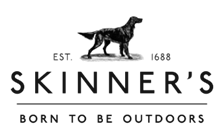 EST. 1688
SKINNER'S
BORN TO BE OUTDOORS